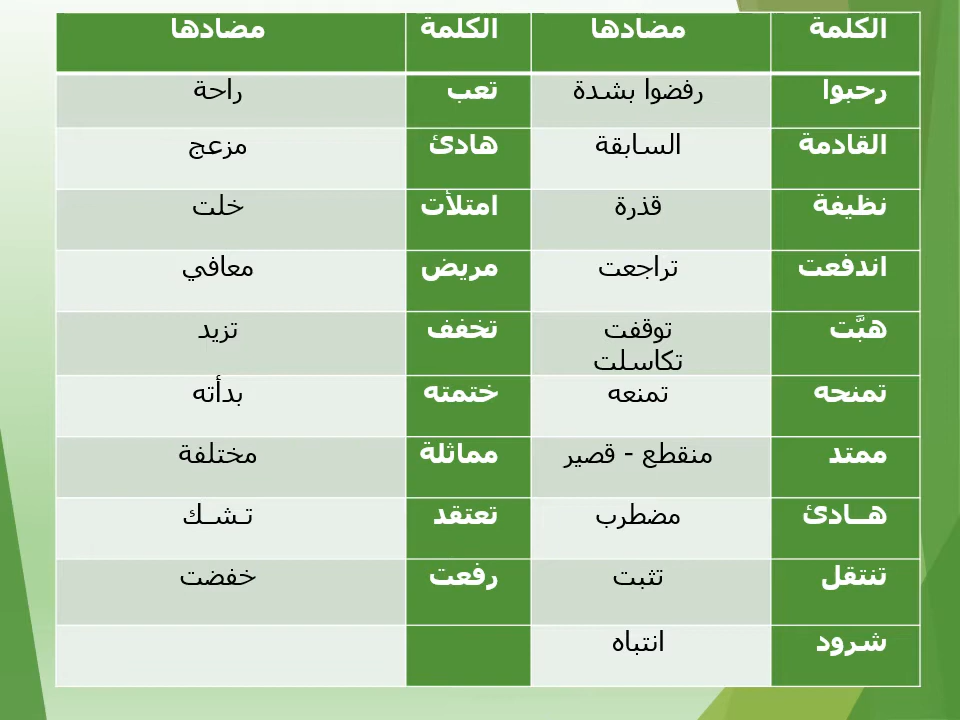 الكلمة مضادها الكلمة مضادها
رحبوا رفضوا بشدة تعب راحة
القادمة السابقة هادئ مزعج
نظيفة قذرة امتلأت خلت
اندفعت تراجعت مريض معافي
هبَّت توقفت تخفف تزيد
تكاسلت
تمنحه تمنعه ختمته بدأته
ممتد منقطع - قصير مماثلة مختلفة
هــادئ مضطرب تعتقد تـشـك
تنتقل تثبت رفعت خفضت
شرود انتباه